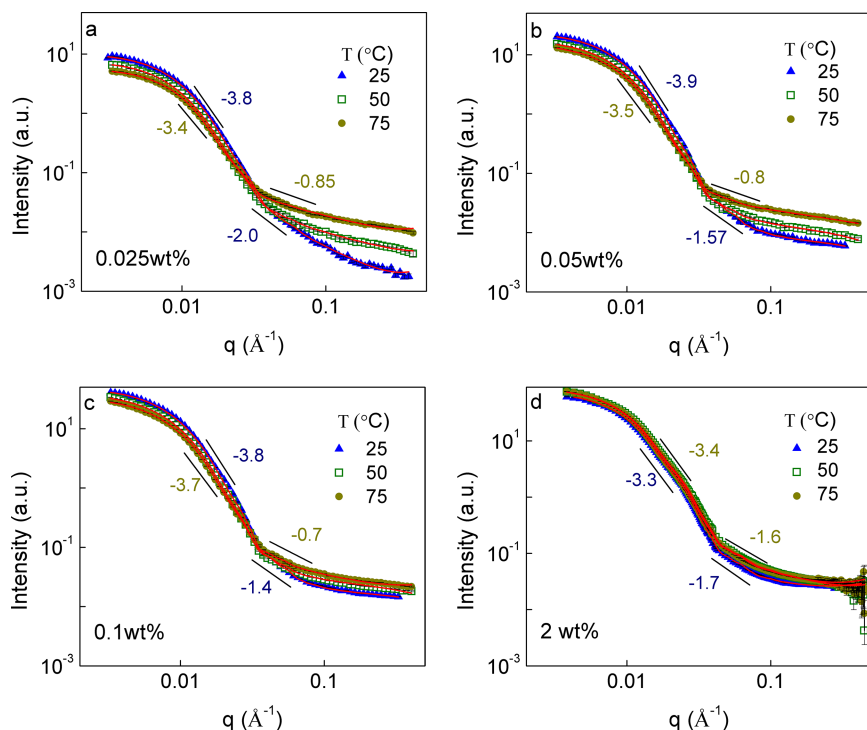 a
T (°C)
25
50
75
-3.8
-3.4
-0.85
-2.0
0.025wt%
10¹
10⁻¹
10⁻³
Intensity (a.u.)
0.01
0.1
q (Å⁻¹)
b
T (°C)
25
50
75
-3.9
-3.5
-0.8
-1.57
0.05wt%
10¹
10⁻¹
10⁻³
Intensity (a.u.)
0.01
0.1
q (Å⁻¹)
c
T (°C)
25
50
75
-3.8
-3.7
-0.7
-1.4
0.1wt%
10¹
10⁻¹
10⁻³
Intensity (a.u.)
0.01
0.1
q (Å⁻¹)
d
T (°C)
25
50
75
-3.4
-3.3
-1.6
-1.7
2 wt%
10¹
10⁻¹
10⁻³
Intensity (a.u.)
0.01
0.1
q (Å⁻¹)